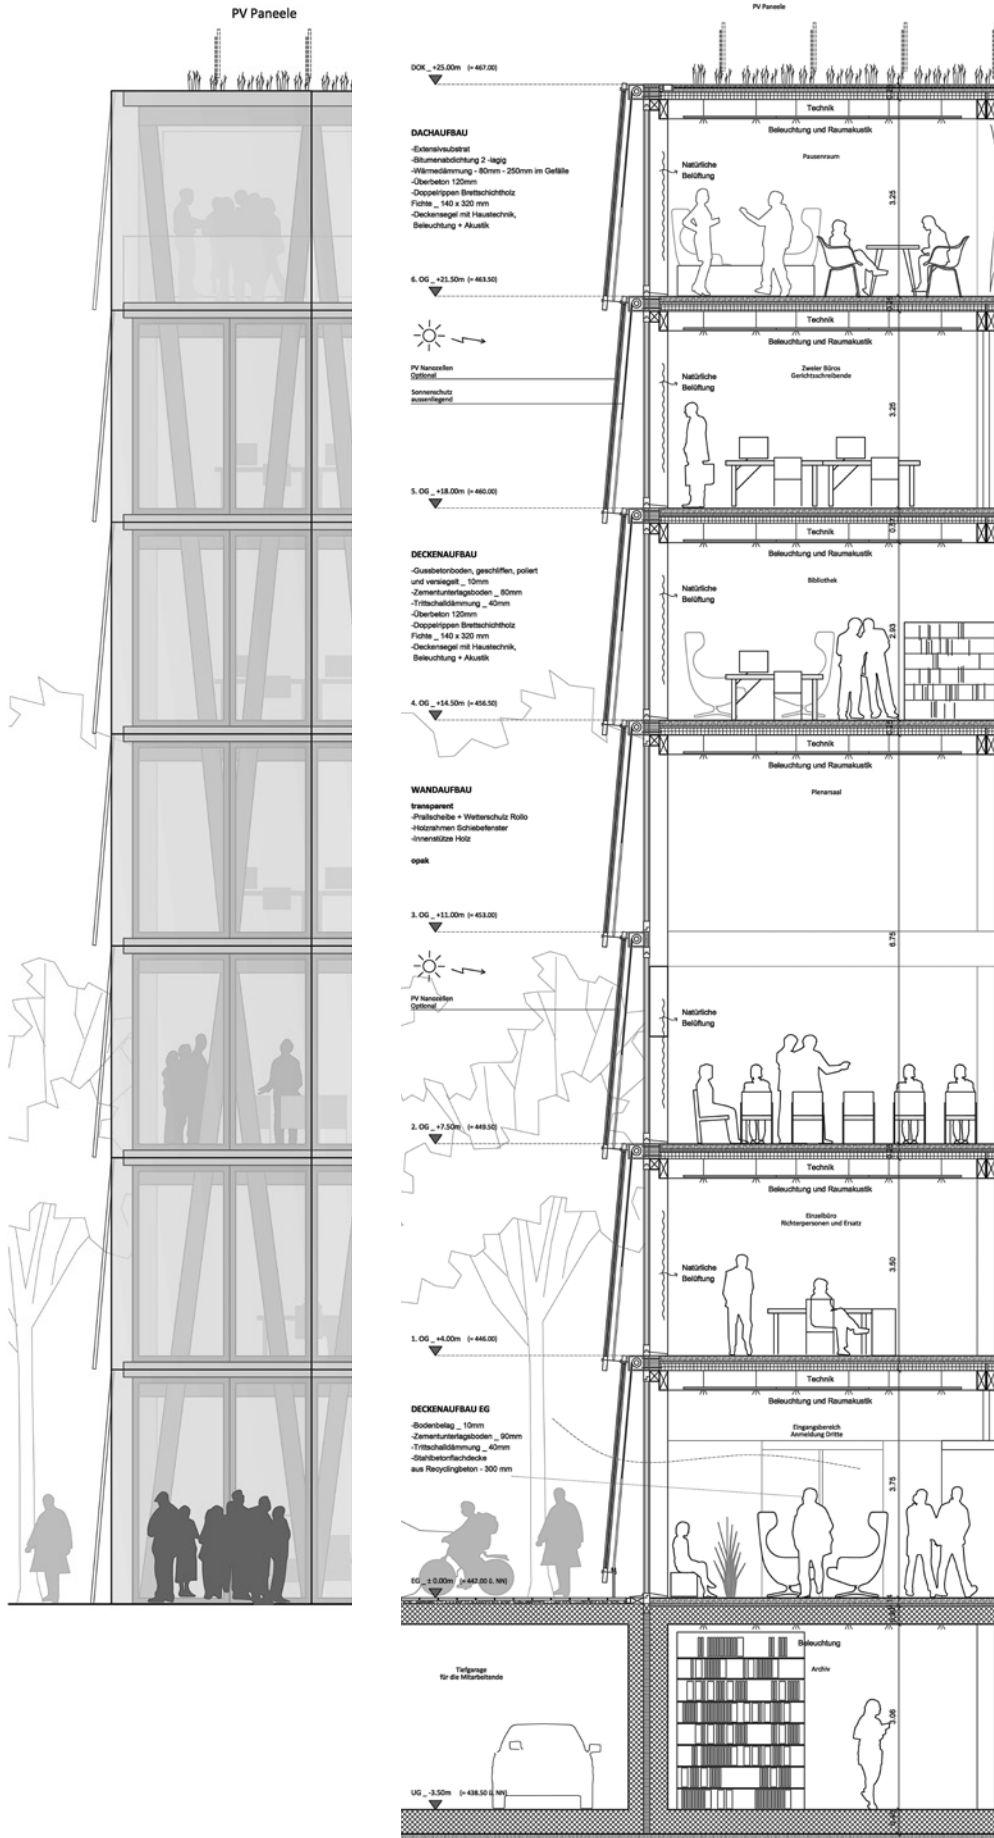 PV Paneele
PV Paneele
DOK _ +25.00m (= 467.00)
Technik
Beleuchtung und Raumakustik
DACHAUFBAU
-Extensivsubstrat
-Bitumenabdichtung 2 -lagig
-Wärmedämmung - 80mm - 250mm im Gefälle
-Überbeton 120mm
-Doppelrippen Brettschichtholz
Fichte _ 140 x 320 mm
-Deckensegel mit Haustechnik,
Beleuchtung + Akustik
Pausenraum
Natürliche
Belüftung
3.25
6. OG _ +21.50m (= 463.50)
Technik
Beleuchtung und Raumakustik
PV Nanozellen
Optional
Sonnenschutz
aussenliegend
Zweier Büros
Gerichtsschreibende
Natürliche
Belüftung
3.25
5. OG _ +18.00m (= 460.00)
Technik
Beleuchtung und Raumakustik
DECKENAUFBAU
-Gussbetonboden, geschliffen, poliert
und versiegelt _ 10mm
-Zementunterlagsboden _ 80mm
-Trittschalldämmung _ 40mm
-Überbeton 120mm
-Doppelrippen Brettschichtholz
Fichte _ 140 x 320 mm
-Deckensegel mit Haustechnik,
Beleuchtung + Akustik
Bibliothek
Natürliche
Belüftung
2.93
4. OG _ +14.50m (= 456.50)
Technik
Beleuchtung und Raumakustik
WANDAUFBAU
transparent
-Prallscheibe + Wetterschutz Rollo
-Holzrahmen Schiebefenster
-Innenstütze Holz
opak
Plenarsaal
3. OG _ +11.00m (= 453.00)
6.75
PV Nanozellen
Optional
Natürliche
Belüftung
2. OG _ +7.50m (= 449.50)
Technik
Beleuchtung und Raumakustik
Einzelbüro
Richterpersonen und Ersatz
Natürliche
Belüftung
3.50
1. OG _ +4.00m (= 446.00)
Technik
Beleuchtung und Raumakustik
DECKENAUFBAU EG
-Bodenbelag _ 10mm
-Zementunterlagsboden _ 90mm
-Trittschalldämmung _ 40mm
-Stahlbetonflachdecke
aus Recyclingbeton - 300 mm
Eingangsbereich
Anmeldung Dritte
3.75
EG _ ± 0.00m (= 442.00 ü. NN)
Beleuchtung
Tiefgarage
für die Mitarbeitende
Archiv
3.06
UG _ -3.50m (= 438.50 ü. NN)